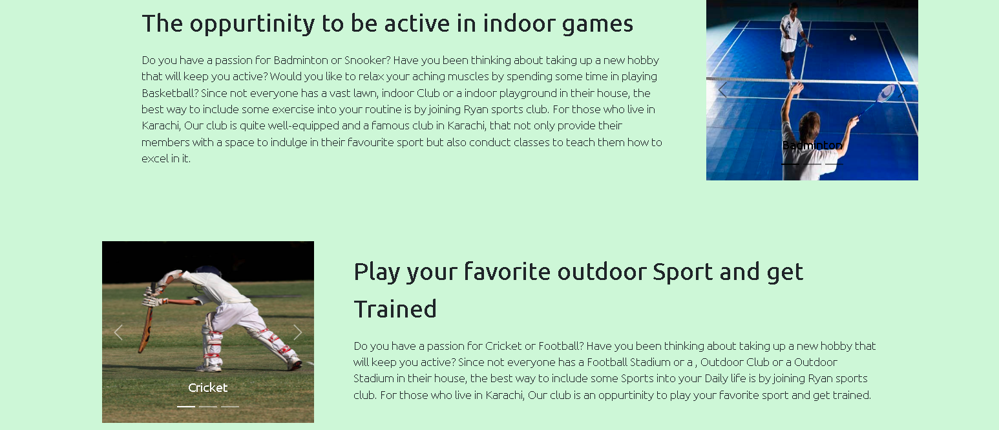 The oppurtinity to be active in indoor games
Do you have a passion for Badminton or Snooker? Have you been thinking about taking up a new hobby
that will keep you active? Would you like to relax your aching muscles by spending some time in playing
Basketball? Since not everyone has a vast lawn, indoor Club or a indoor playground in their house, the
best way to include some exercise into your routine is by joining Ryan sports club. For those who live in
Karachi, Our club is quite well-equipped and a famous club in Karachi, that not only provide their
members with a space to indulge in their favourite sport but also conduct classes to teach them how to
excel in it.
Badminton
Cricket
Play your favorite outdoor Sport and get
Trained
Do you have a passion for Cricket or Football? Have you been thinking about taking up a new hobby that
will keep you active? Since not everyone has a Football Stadium or a , Outdoor Club or a Outdoor
Stadium in their house, the best way to include some Sports into your Daily life is by joining Ryan sports
club. For those who live in Karachi, Our club is an oppurtinity to play your favorite sport and get trained.